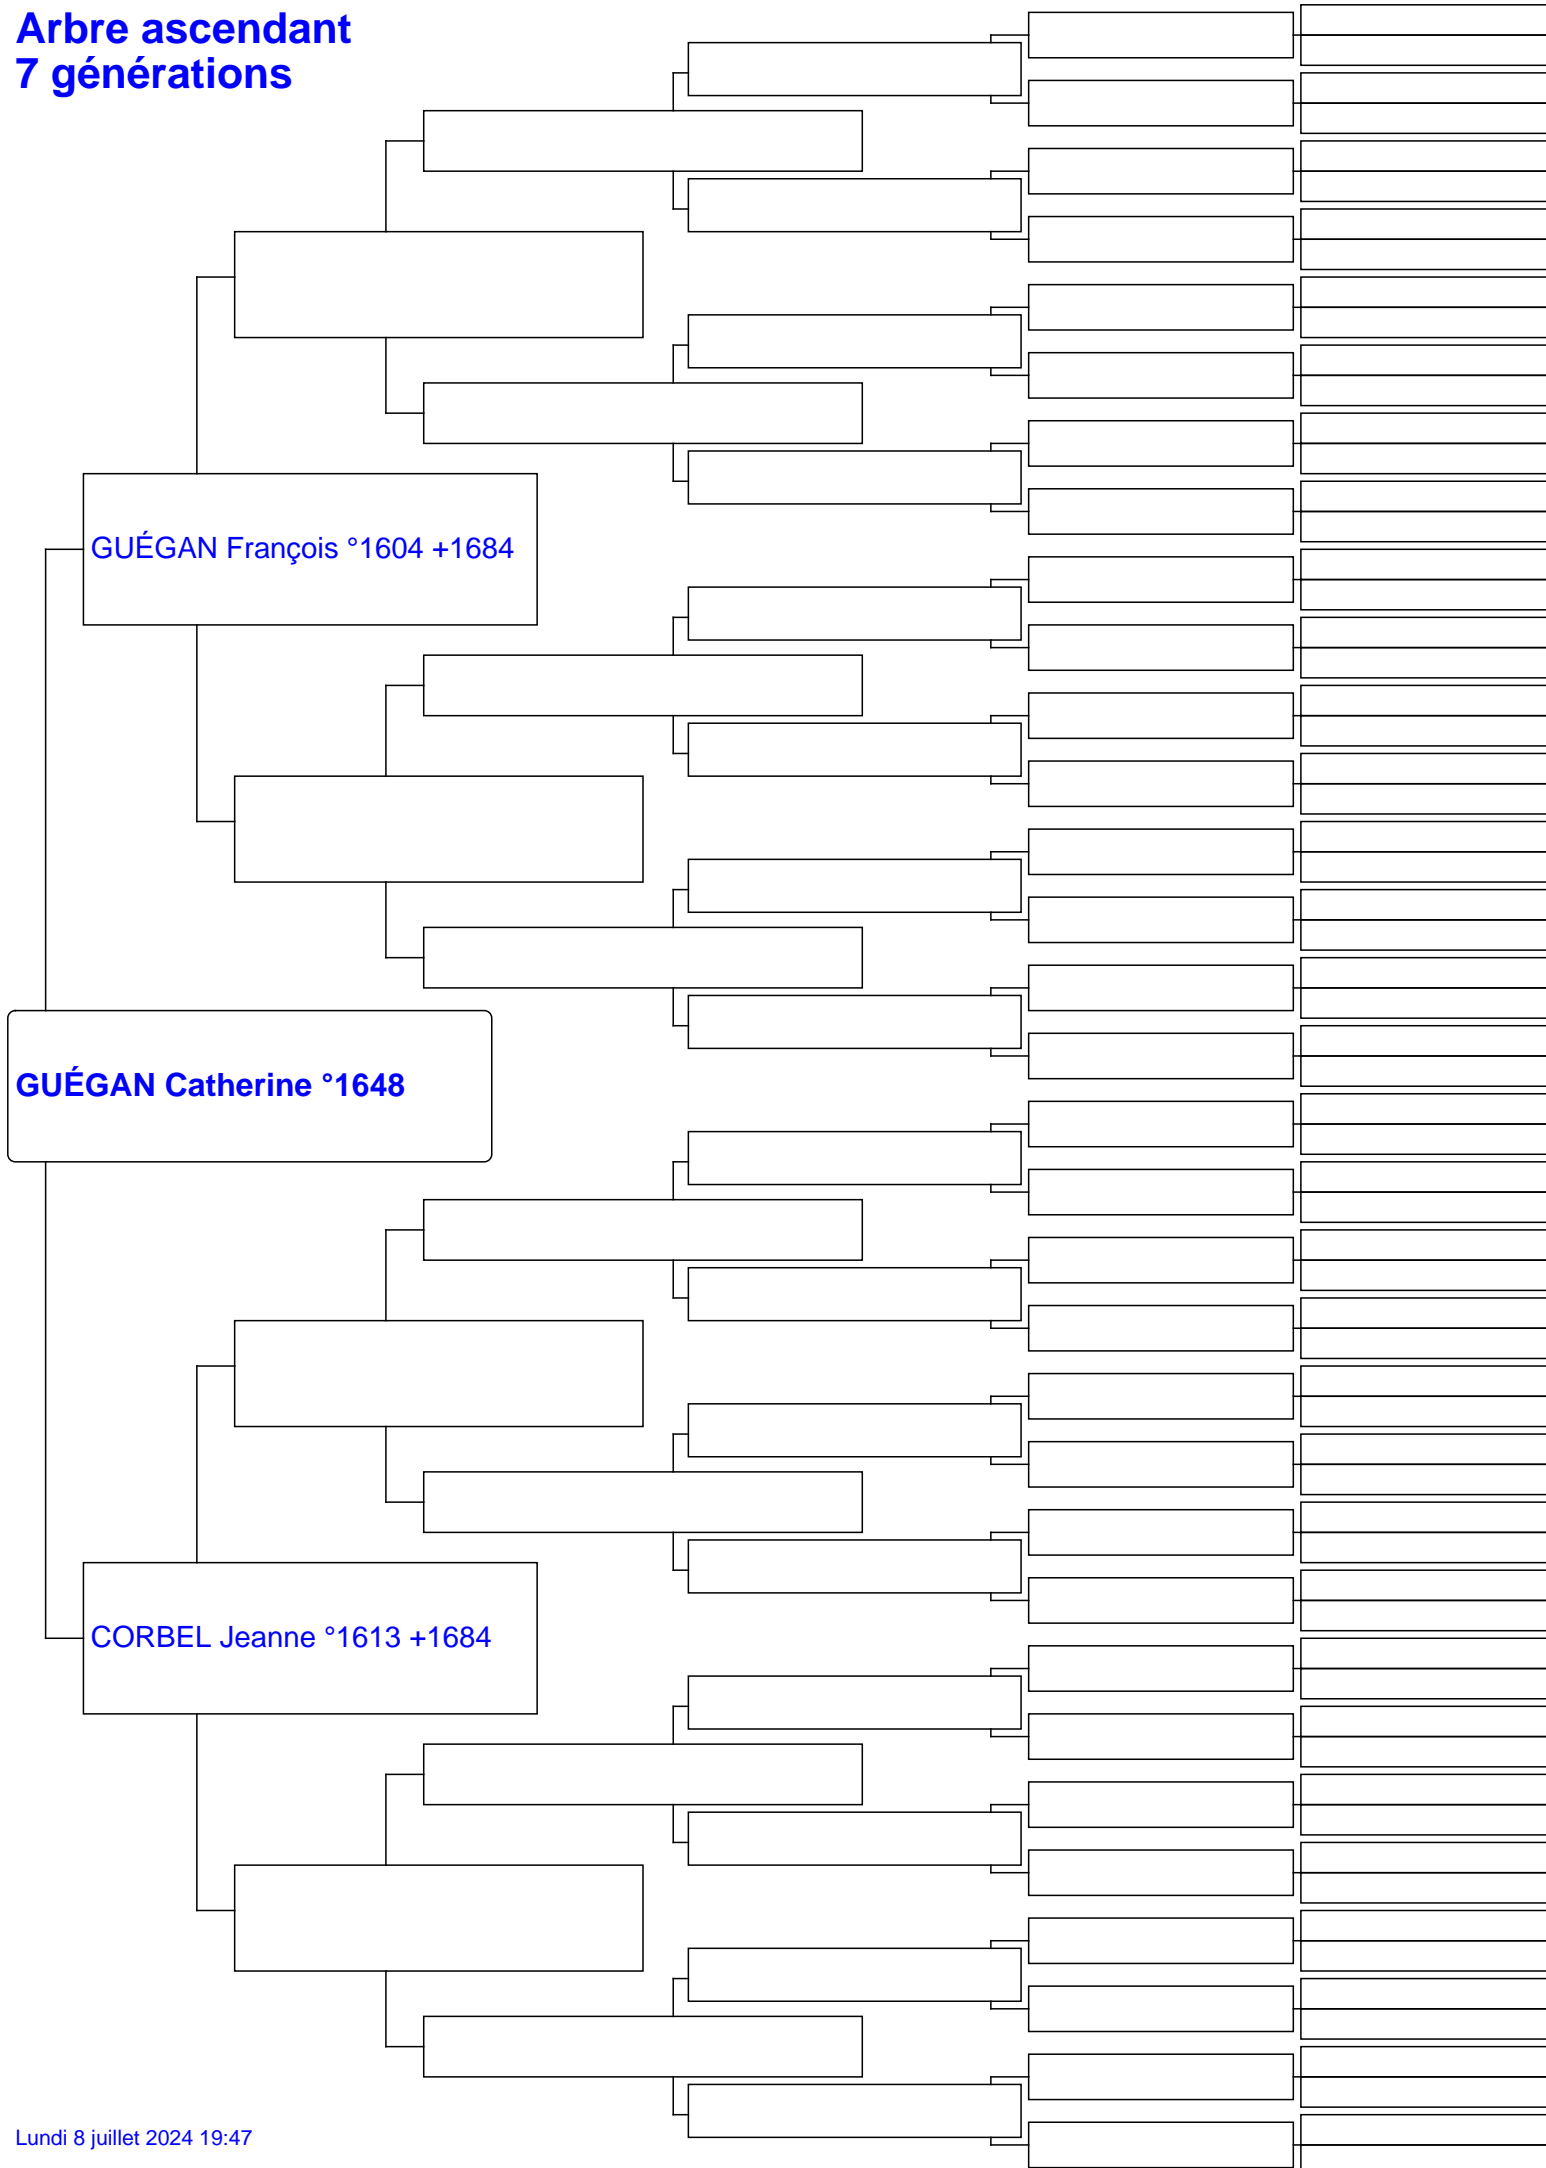 Arbre ascendant
7 générations
GUÉGAN François °1604 +1684
GUÉGAN Catherine °1648
CORBEL Jeanne °1613 +1684
Lundi 8 juillet 2024 19:47